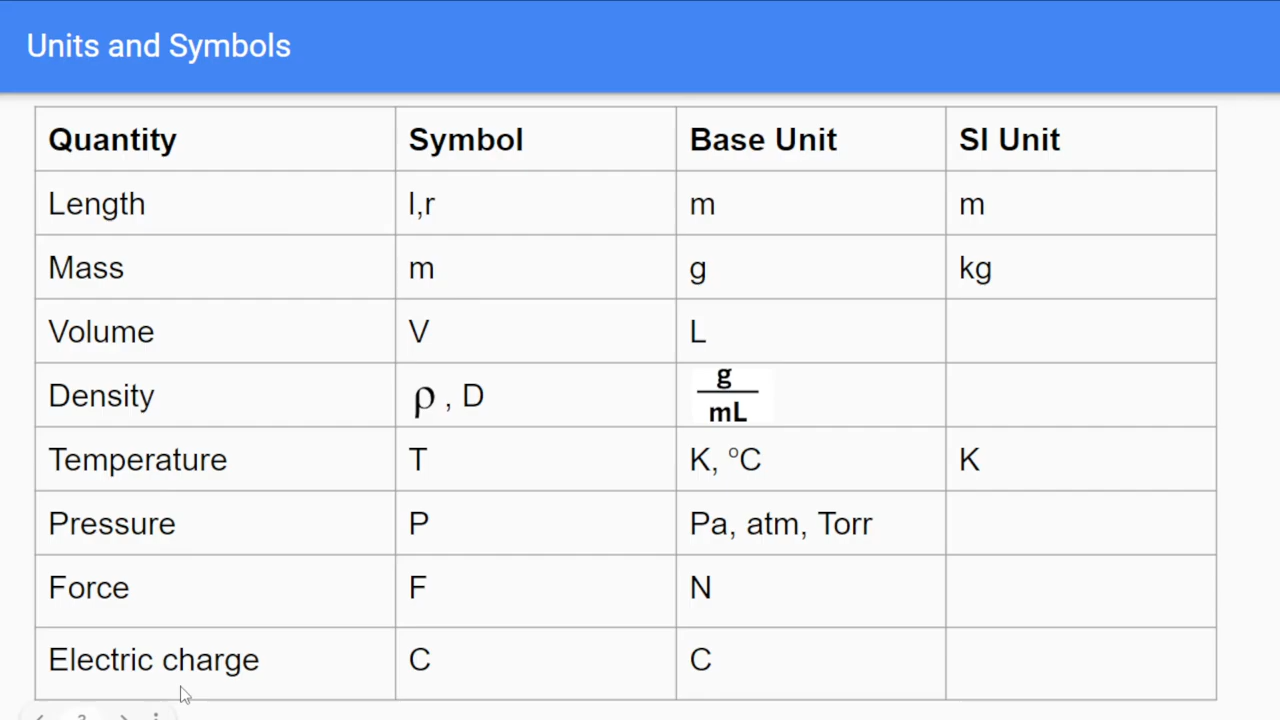 Units and Symbols
Quantity Symbol Base Unit SI Unit
Length l,r m m
Mass m g kg
Volume V L
Density ρ , D g/mL
Temperature T K, °C K
Pressure P Pa, atm, Torr
Force F N
Electric charge C C